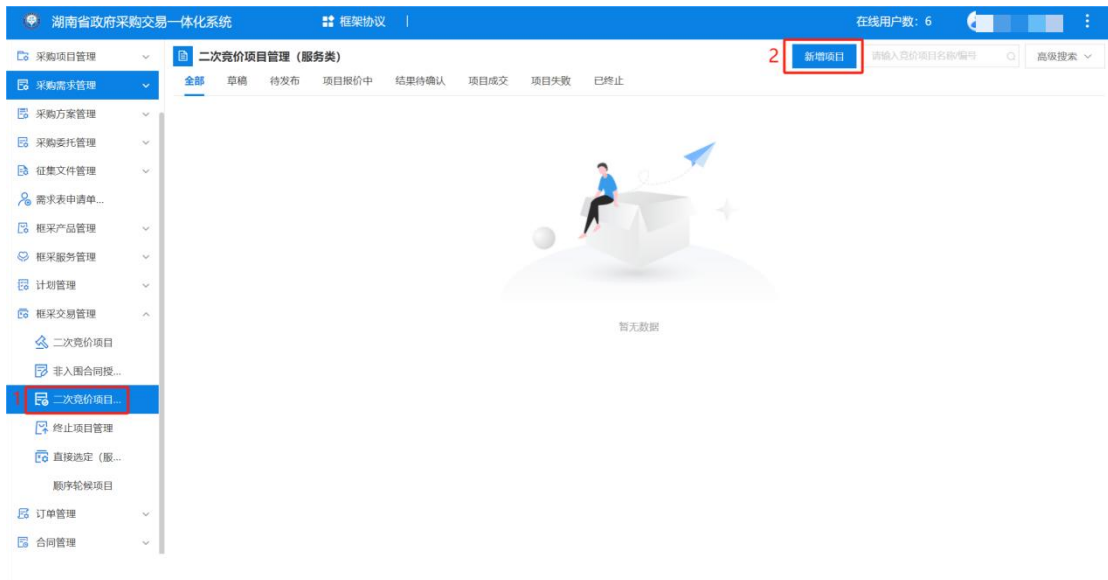 湖南省政府采购交易一体化系统 框架协议 在线用户数：6
采购项目管理
采购需求管理
采购方案管理
采购委托管理
征集文件管理
需求表申请单...
框采产品管理
框采服务管理
计划管理
框采交易管理
二次竞价项目
非入围合同授...
1 二次竞价项目...
终止项目管理
直接选定（服...
顺序轮候项目
订单管理
合同管理
二次竞价项目管理（服务类） 2 新增项目 请输入竞价项目名称/编号 高级搜索
全部 草稿 待发布 项目报价中 结果待确认 项目成交 项目失败 已终止
暂无数据